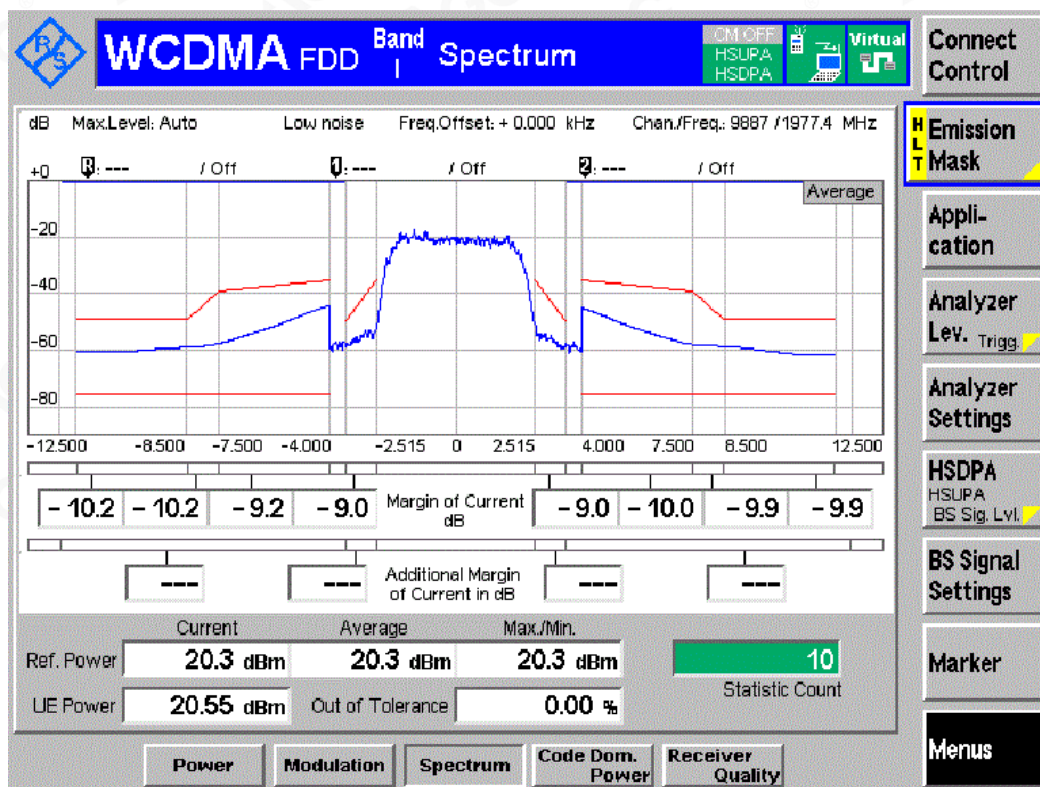 R S
WCDMA FDD Band I Spectrum
CM OFF
HSUPA
HSDPA
Virtual
Connect Control
dB Max.Level: Auto Low noise Freq.Offset: + 0.000 kHz Chan./Freq.: 9887 / 1977.4 MHz
H L T Emission Mask
+0 R: --- / Off 1: --- / Off 2: --- / Off
Average
-20
-40
-60
-80
Appli-
cation
Analyzer
Lev. Trigg.
Analyzer
Settings
-12.500 -8.500 -7.500 -4.000 -2.515 0 2.515 4.000 7.500 8.500 12.500
HSDPA
HSUPA
BS Sig. Lvl.
- 10.2 - 10.2 - 9.2 - 9.0 Margin of Current dB - 9.0 - 10.0 - 9.9 - 9.9
--- --- Additional Margin of Current in dB --- ---
BS Signal
Settings
Current Average Max./Min.
Ref. Power 20.3 dBm 20.3 dBm 20.3 dBm 10
Statistic Count
UE Power 20.55 dBm Out of Tolerance 0.00 %
Marker
Menus
Power Modulation Spectrum Code Dom. Power Receiver Quality